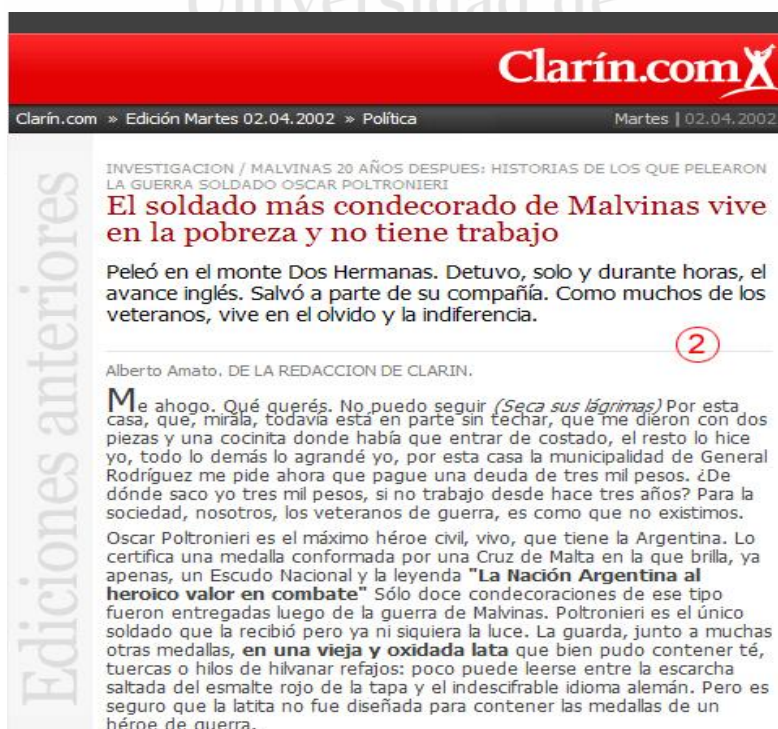 Universidad de
Clarín.com
Clarín.com » Edición Martes 02.04.2002 » Política
Martes | 02.04.2002
Ediciones anteriores
INVESTIGACION / MALVINAS 20 AÑOS DESPUES: HISTORIAS DE LOS QUE PELEARON
LA GUERRA SOLDADO OSCAR POLTRONIERI
El soldado más condecorado de Malvinas vive
en la pobreza y no tiene trabajo
Peleó en el monte Dos Hermanas. Detuvo, solo y durante horas, el
avance inglés. Salvó a parte de su compañía. Como muchos de los
veteranos, vive en el olvido y la indiferencia.
2
Alberto Amato. DE LA REDACCION DE CLARIN.
Me ahogo. Qué querés. No puedo seguir (Seca sus lágrimas) Por esta
casa, que, mirála, todavía está en parte sin techar, que me dieron con dos
piezas y una cocinita donde había que entrar de costado, el resto lo hice
yo, todo lo demás lo agrandé yo, por esta casa la municipalidad de General
Rodríguez me pide ahora que pague una deuda de tres mil pesos. ¿De
dónde saco yo tres mil pesos, si no trabajo desde hace tres años? Para la
sociedad, nosotros, los veteranos de guerra, es como que no existimos.
Oscar Poltronieri es el máximo héroe civil, vivo, que tiene la Argentina. Lo
certifica una medalla conformada por una Cruz de Malta en la que brilla, ya
apenas, un Escudo Nacional y la leyenda "La Nación Argentina al
heroico valor en combate" Sólo doce condecoraciones de ese tipo
fueron entregadas luego de la guerra de Malvinas. Poltronieri es el único
soldado que la recibió pero ya ni siquiera la luce. La guarda, junto a muchas
otras medallas, en una vieja y oxidada lata que bien pudo contener té,
tuercas o hilos de hilvanar refajos: poco puede leerse entre la escarcha
saltada del esmalte rojo de la tapa y el indescifrable idioma alemán. Pero es
seguro que la latita no fue diseñada para contener las medallas de un
héroe de guerra.